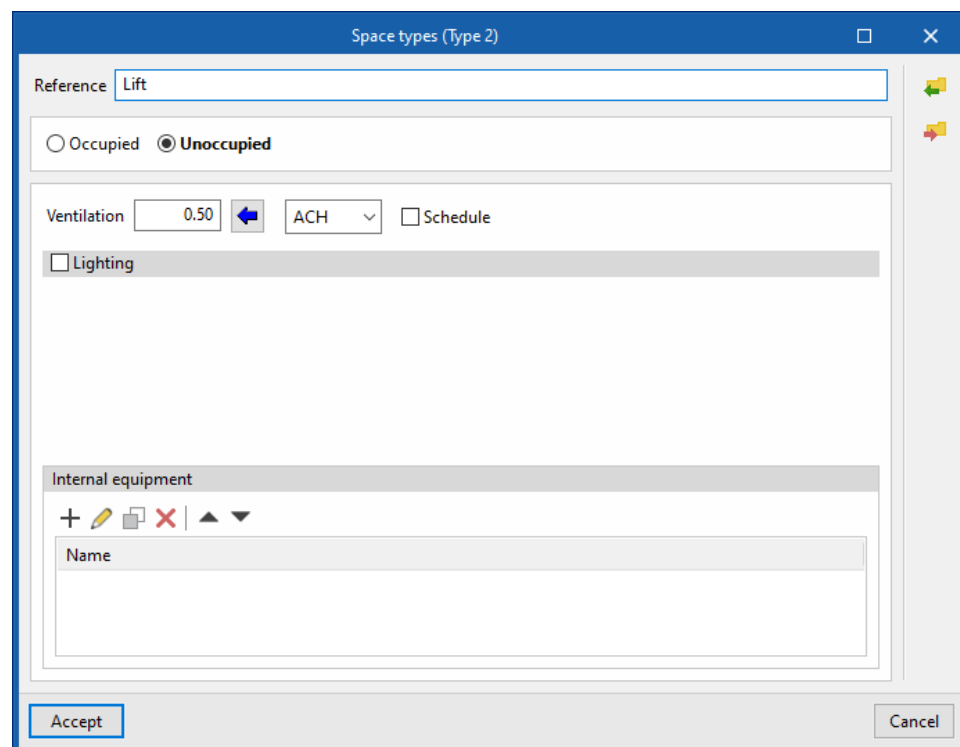 Space types (Type 2)
Reference Lift
Occupied Unoccupied
Ventilation 0.50 ACH Schedule
Lighting
Internal equipment
Name
Accept Cancel